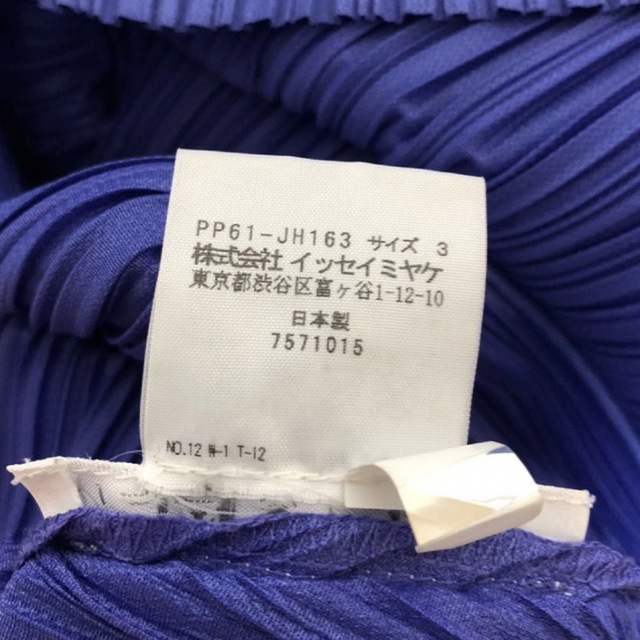 PP61-JH163 サイズ 3
株式会社 イッセイミヤケ
東京都渋谷区富ヶ谷1-12-10
日本製
7571015
NO.12 W-1 T-12